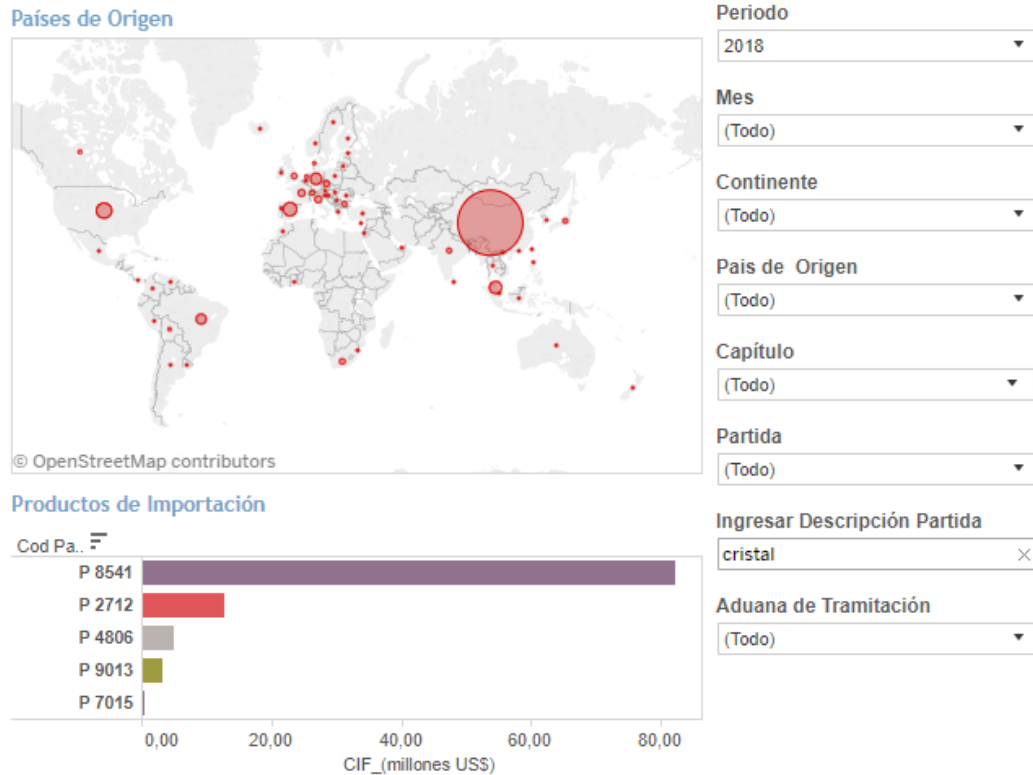 Países de Origen
© OpenStreetMap contributors
Productos de Importación
Cod Pa..
P 8541
P 2712
P 4806
P 9013
P 7015
0,00 20,00 40,00 60,00 80,00
CIF_(millones US$)
Periodo
2018
Mes
(Todo)
Continente
(Todo)
Pais de  Origen
(Todo)
Capítulo
(Todo)
Partida
(Todo)
Ingresar Descripción Partida
cristal
Aduana de Tramitación
(Todo)